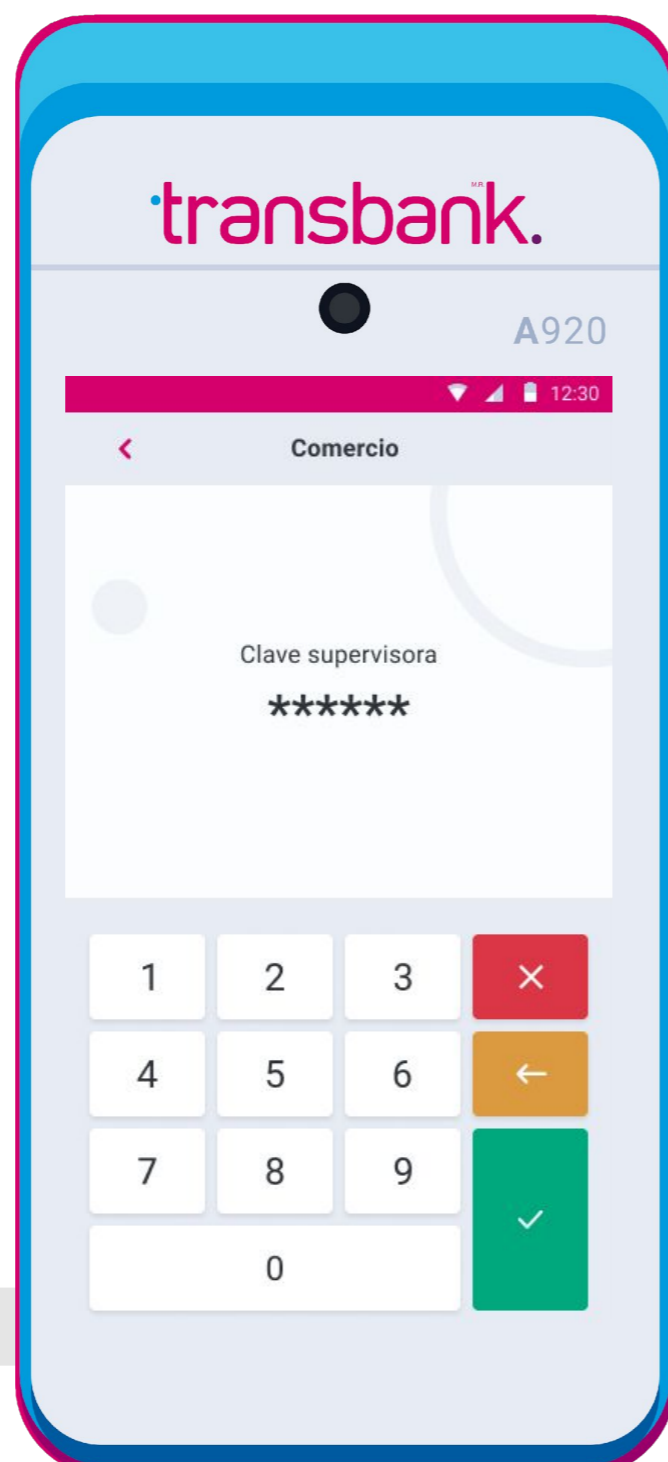 transbank.
M.R.
A920
12:30
Comercio
Clave supervisora
******
1 2 3
4 5 6
7 8 9
0